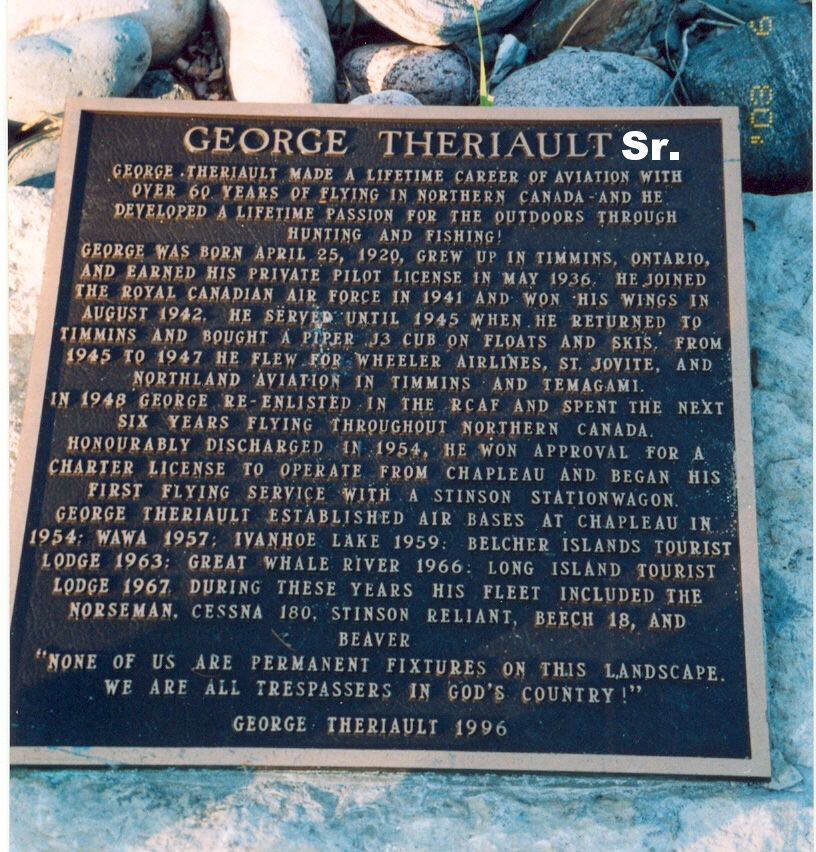 GEORGE THERIAULT Sr.
GEORGE THERIAULT MADE A LIFETIME CAREER OF AVIATION WITH
OVER 60 YEARS OF FLYING IN NORTHERN CANADA-AND HE
DEVELOPED A LIFETIME PASSION FOR THE OUTDOORS THROUGH
HUNTING AND FISHING!
GEORGE WAS BORN APRIL 25, 1920, GREW UP IN TIMMINS, ONTARIO,
AND EARNED HIS PRIVATE PILOT LICENSE IN MAY 1936. HE JOINED
THE ROYAL CANADIAN AIR FORCE IN 1941 AND WON HIS WINGS IN
AUGUST 1942. HE SERVED UNTIL 1945 WHEN HE RETURNED TO
TIMMINS AND BOUGHT A PIPER J3 CUB ON FLOATS AND SKIS. FROM
1945 TO 1947 HE FLEW FOR WHEELER AIRLINES, ST. JOVITE, AND
NORTHLAND AVIATION IN TIMMINS AND TEMAGAMI.
IN 1948 GEORGE RE-ENLISTED IN THE RCAF AND SPENT THE NEXT
SIX YEARS FLYING THROUGHOUT NORTHERN CANADA.
HONOURABLY DISCHARGED IN 1954, HE WON APPROVAL FOR A
CHARTER LICENSE TO OPERATE FROM CHAPLEAU AND BEGAN HIS
FIRST FLYING SERVICE WITH A STINSON STATIONWAGON.
GEORGE THERIAULT ESTABLISHED AIR BASES AT CHAPLEAU IN
1954; WAWA 1957; IVANHOE LAKE 1959; BELCHER ISLANDS TOURIST
LODGE 1963; GREAT WHALE RIVER 1966; LONG ISLAND TOURIST
LODGE 1967. DURING THESE YEARS HIS FLEET INCLUDED THE
NORSEMAN, CESSNA 180, STINSON RELIANT, BEECH 18, AND
BEAVER
"NONE OF US ARE PERMANENT FIXTURES ON THIS LANDSCAPE.
WE ARE ALL TRESPASSERS IN GOD'S COUNTRY!"
GEORGE THERIAULT 1996